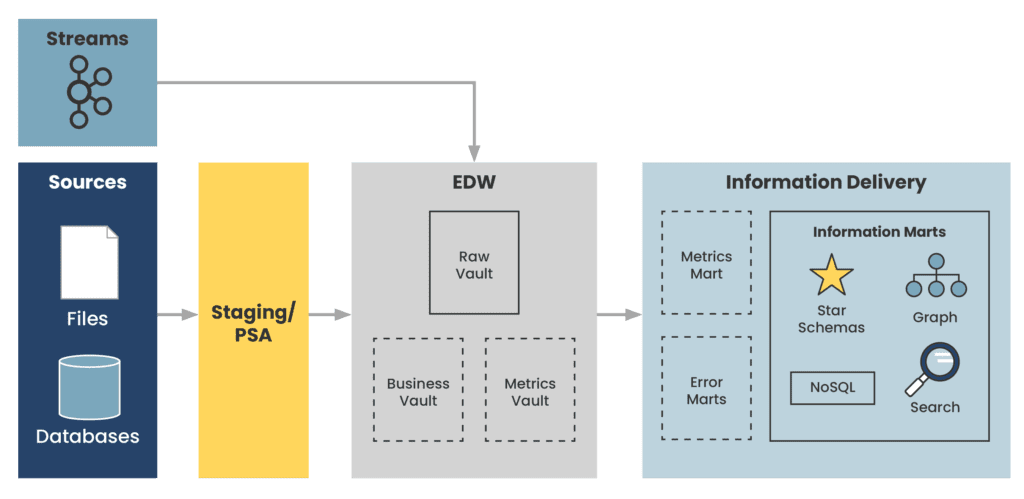 Streams
Sources
Files
Databases
Staging/
PSA
EDW
Raw
Vault
Business
Vault
Metrics
Vault
Information Delivery
Metrics
Mart
Error
Marts
Information Marts
Star
Schemas
Graph
NoSQL
Search